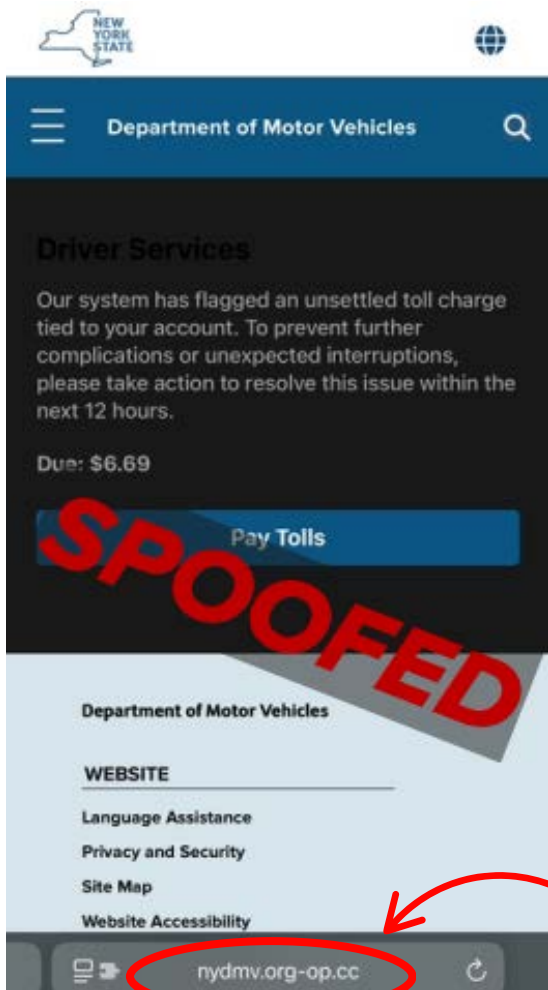 NEW
YORK
STATE
Department of Motor Vehicles
Driver Services
Our system has flagged an unsettled toll charge
tied to your account. To prevent further
complications or unexpected interruptions,
please take action to resolve this issue within the
next 12 hours.
Due: $6.69
Pay Tolls
SPOOFED
Department of Motor Vehicles
WEBSITE
Language Assistance
Privacy and Security
Site Map
Website Accessibility
nydmv.org-op.cc